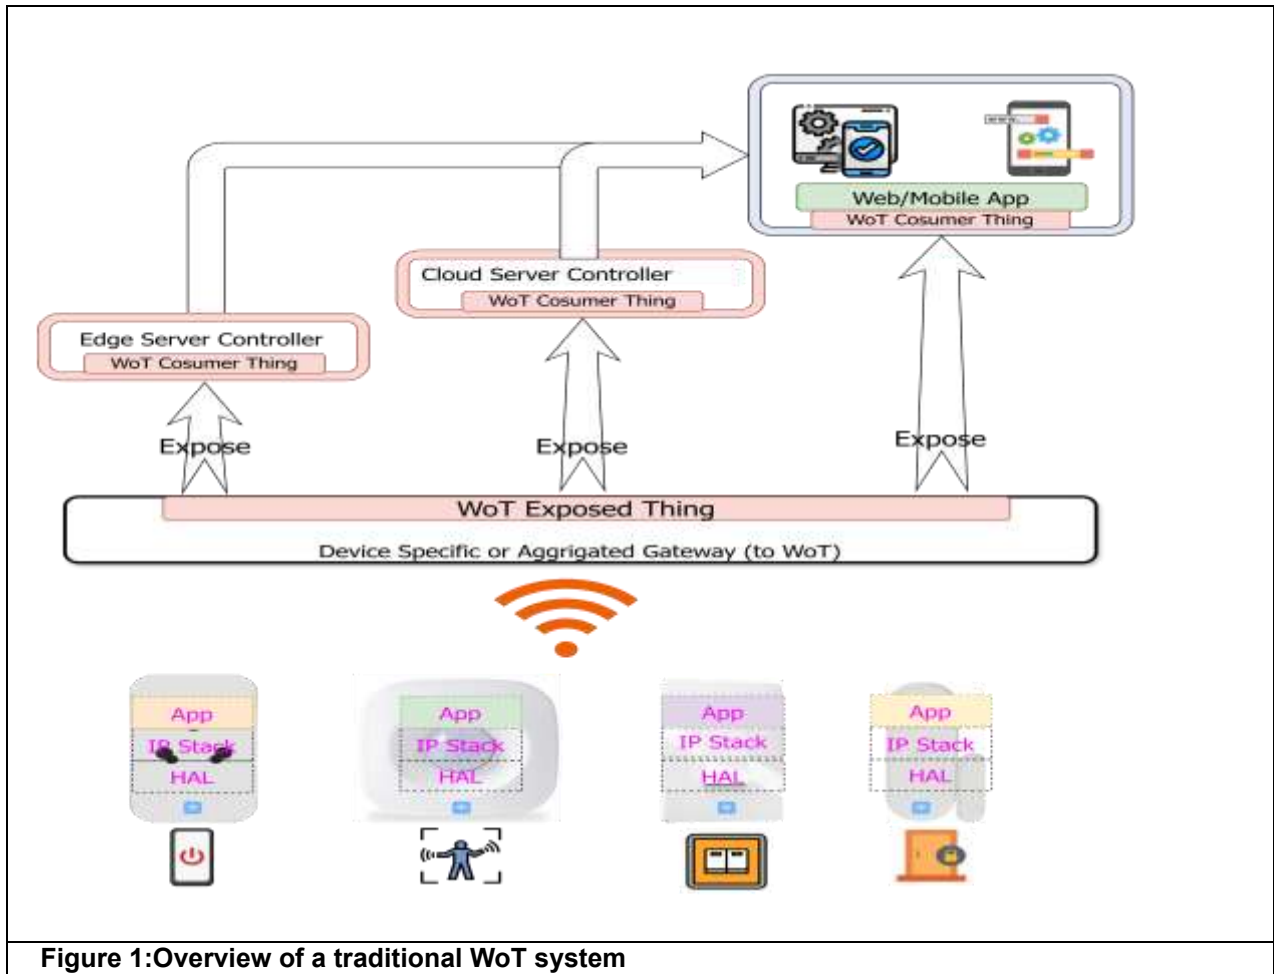 Web/Mobile App
WoT Cosumer Thing
Cloud Server Controller
WoT Cosumer Thing
Edge Server Controller
WoT Cosumer Thing
Expose
Expose
Expose
WoT Exposed Thing
Device Specific or Aggrigated Gateway (to WoT)
App
IP Stack
HAL
App
IP Stack
HAL
App
IP Stack
HAL
App
IP Stack
HAL
Figure 1:Overview of a traditional WoT system